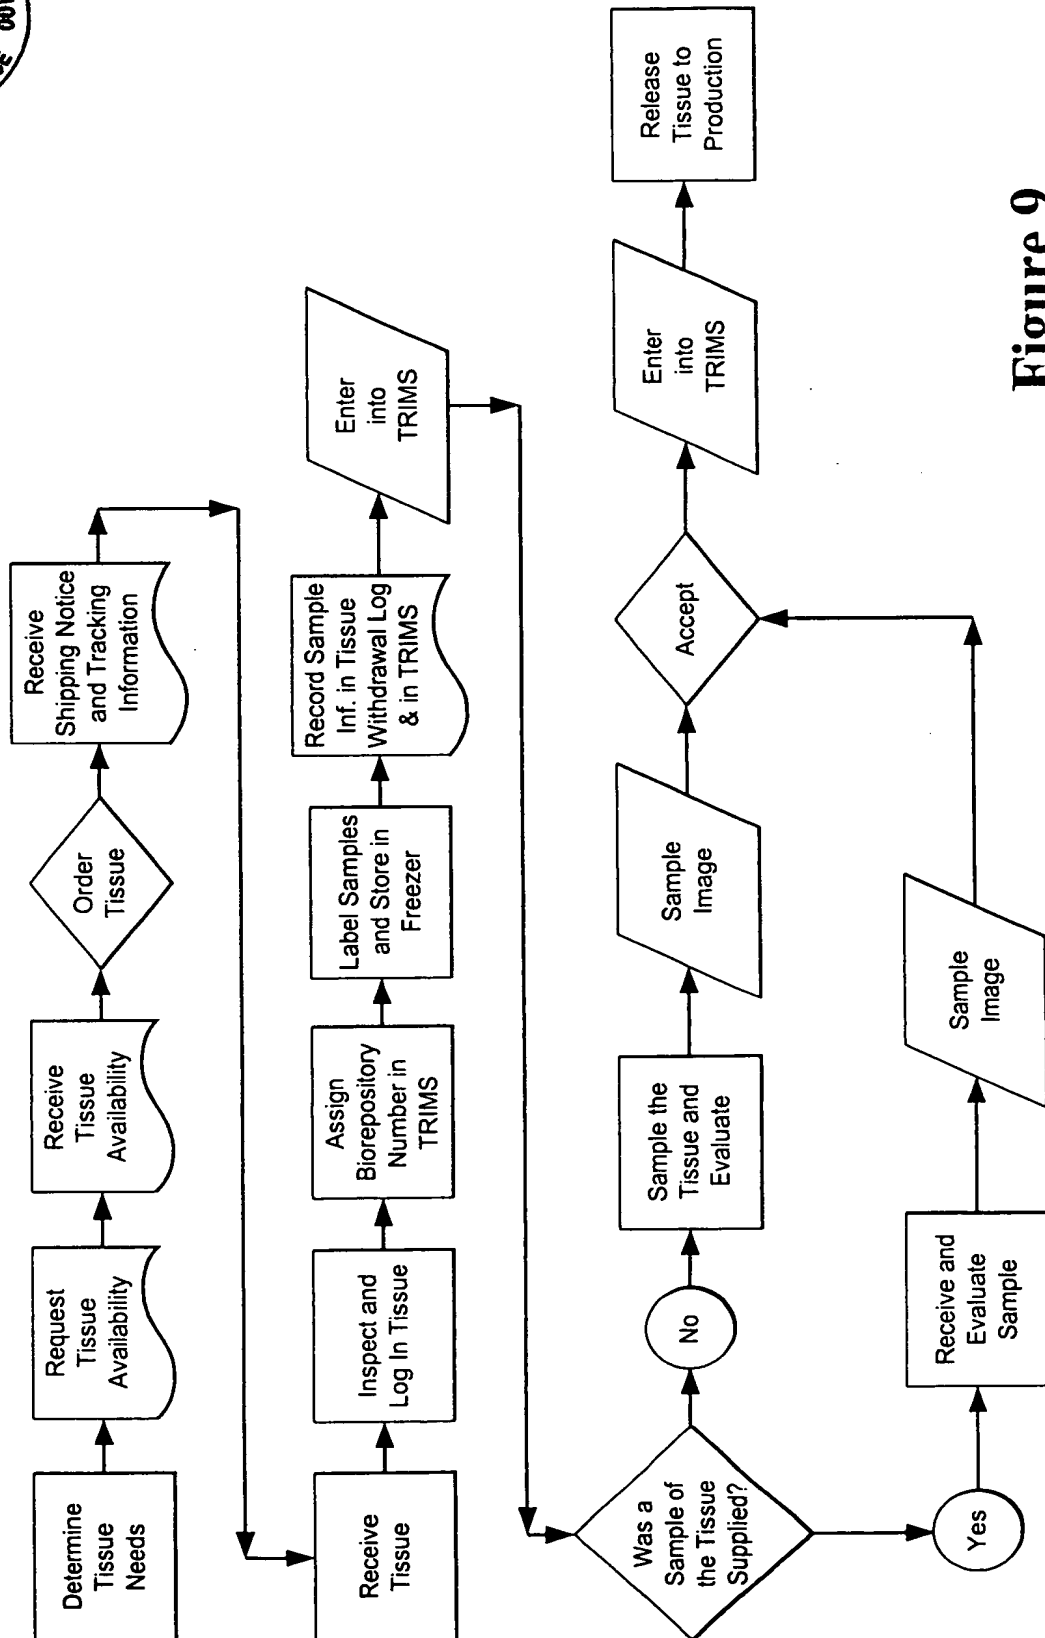 Determine
Tissue
Needs
Request
Tissue
Availability
Receive
Tissue
Availability
Order
Tissue
Receive
Shipping Notice
and Tracking
Information
Receive
Tissue
Inspect and
Log In Tissue
Assign
Biorepository
Number in
TRIMS
Label Samples
and Store in
Freezer
Record Sample
Inf. in Tissue
Withdrawal Log
& in TRIMS
Enter
into
TRIMS
Was a
Sample of
the Tissue
Supplied?
No
Sample the
Tissue and
Evaluate
Sample
Image
Accept
Enter
into
TRIMS
Release
Tissue to
Production
Yes
Receive and
Evaluate
Sample
Sample
Image
Figure 9